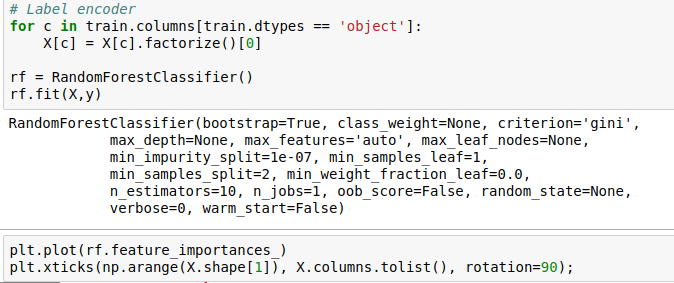 # Label encoder
for c in train.columns[train.dtypes == 'object']:
    X[c] = X[c].factorize()[0]
rf = RandomForestClassifier()
rf.fit(X,y)
RandomForestClassifier(bootstrap=True, class_weight=None, criterion='gini',
            max_depth=None, max_features='auto', max_leaf_nodes=None,
            min_impurity_split=1e-07, min_samples_leaf=1,
            min_samples_split=2, min_weight_fraction_leaf=0.0,
            n_estimators=10, n_jobs=1, oob_score=False, random_state=None,
            verbose=0, warm_start=False)
plt.plot(rf.feature_importances_)
plt.xticks(np.arange(X.shape[1]), X.columns.tolist(), rotation=90);